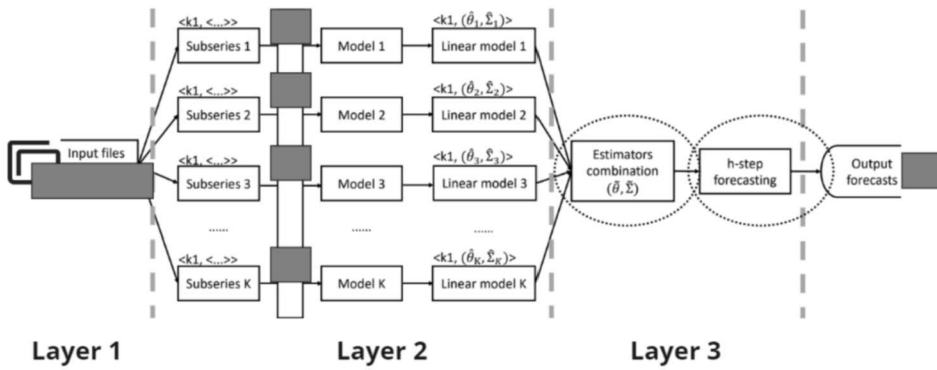 <k1, <...>>
Subseries 1
Model 1
<k1, (θ̂₁, Σ̂₁)>
Linear model 1
<k1, <...>>
Subseries 2
Model 2
<k1, (θ̂₂, Σ̂₂)>
Linear model 2
Input files
<k1, <...>>
Subseries 3
Model 3
<k1, (θ̂₃, Σ̂₃)>
Linear model 3
......
......
......
<k1, <...>>
Subseries K
Model K
<k1, (θ̂_K, Σ̂_K)>
Linear model K
Estimators
combination
(θ̃, Σ̃)
h-step
forecasting
Output
forecasts
Layer 1
Layer 2
Layer 3